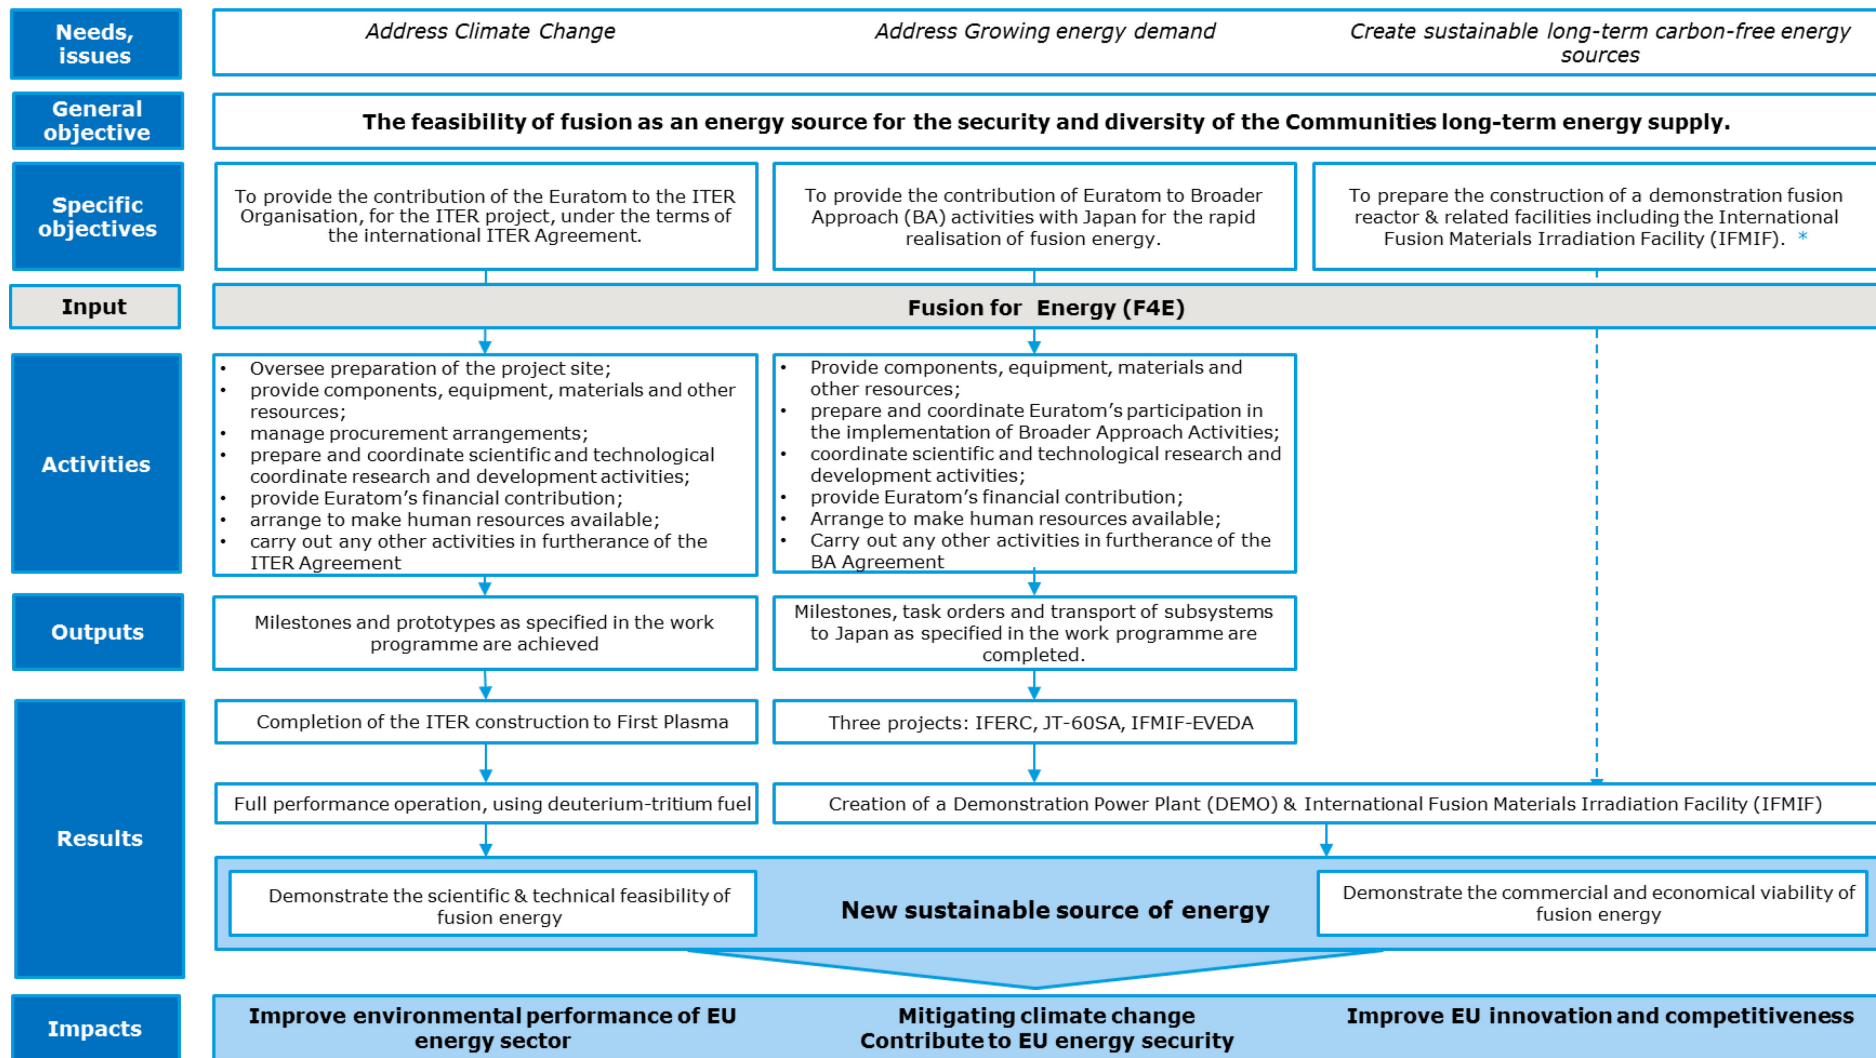 Needs,
issues
Address Climate Change
Address Growing energy demand
Create sustainable long-term carbon-free energy
sources
General
objective
The feasibility of fusion as an energy source for the security and diversity of the Communities long-term energy supply.
Specific
objectives
To provide the contribution of the Euratom to the ITER
Organisation, for the ITER project, under the terms of
the international ITER Agreement.
To provide the contribution of Euratom to Broader
Approach (BA) activities with Japan for the rapid
realisation of fusion energy.
To prepare the construction of a demonstration fusion
reactor & related facilities including the International
Fusion Materials Irradiation Facility (IFMIF). *
Input
Fusion for Energy (F4E)
Activities
• Oversee preparation of the project site;
• provide components, equipment, materials and other
resources;
• manage procurement arrangements;
• prepare and coordinate scientific and technological
coordinate research and development activities;
• provide Euratom's financial contribution;
• arrange to make human resources available;
• carry out any other activities in furtherance of the
ITER Agreement
• Provide components, equipment, materials and
other resources;
• prepare and coordinate Euratom's participation in
the implementation of Broader Approach Activities;
• coordinate scientific and technological research and
development activities;
• provide Euratom's financial contribution;
• Arrange to make human resources available;
• Carry out any other activities in furtherance of the
BA Agreement
Outputs
Milestones and prototypes as specified in the work
programme are achieved
Milestones, task orders and transport of subsystems
to Japan as specified in the work programme are
completed.
Results
Completion of the ITER construction to First Plasma
Three projects: IFERC, JT-60SA, IFMIF-EVEDA
Full performance operation, using deuterium-tritium fuel
Creation of a Demonstration Power Plant (DEMO) & International Fusion Materials Irradiation Facility (IFMIF)
Demonstrate the scientific & technical feasibility of
fusion energy
New sustainable source of energy
Demonstrate the commercial and economical viability of
fusion energy
Impacts
Improve environmental performance of EU
energy sector
Mitigating climate change
Contribute to EU energy security
Improve EU innovation and competitiveness